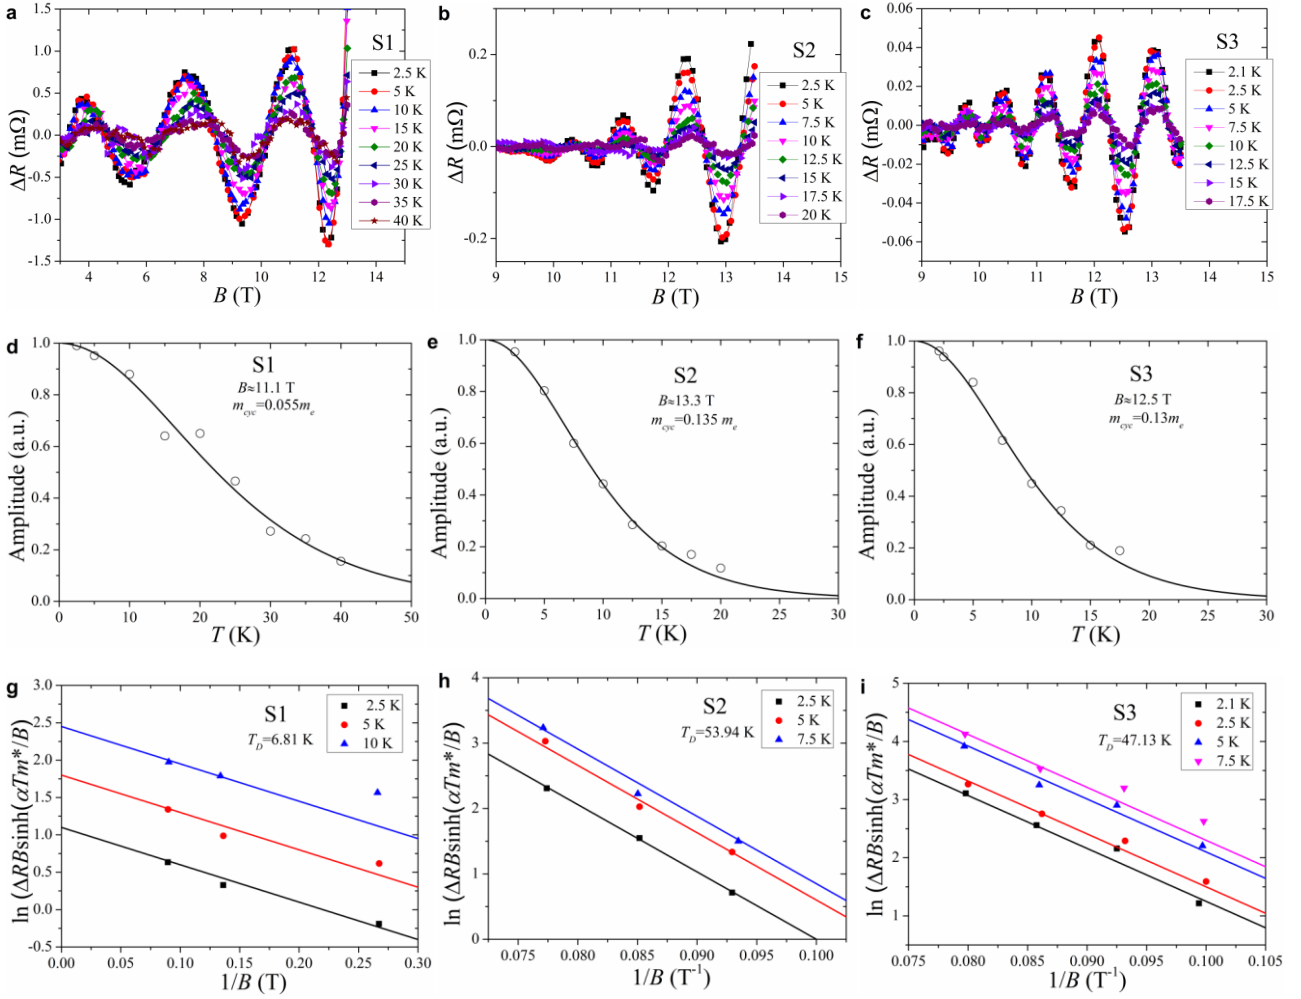 a
S1
2.5 K
5 K
10 K
15 K
20 K
25 K
30 K
35 K
40 K
1.5
1.0
0.5
0.0
-0.5
-1.0
-1.5
ΔR (mΩ)
4 6 8 10 12 14
B (T)
b
S2
2.5 K
5 K
7.5 K
10 K
12.5 K
15 K
17.5 K
20 K
0.2
0.0
-0.2
ΔR (mΩ)
9 10 11 12 13 14 15
B (T)
c
S3
2.1 K
2.5 K
5 K
7.5 K
10 K
12.5 K
15 K
17.5 K
0.06
0.04
0.02
0.00
-0.02
-0.04
-0.06
ΔR (mΩ)
9 10 11 12 13 14 15
B (T)
d
S1
B≈11.1 T
m_cyc=0.055m_e
1.0
0.8
0.6
0.4
0.2
0.0
Amplitude (a.u.)
0 10 20 30 40 50
T (K)
e
S2
B≈13.3 T
m_cyc=0.135 m_e
1.0
0.8
0.6
0.4
0.2
0.0
Amplitude (a.u.)
0 5 10 15 20 25 30
T (K)
f
S3
B≈12.5 T
m_cyc=0.13m_e
1.0
0.8
0.6
0.4
0.2
0.0
Amplitude (a.u.)
0 5 10 15 20 25 30
T (K)
g
S1
T_D=6.81 K
2.5 K
5 K
10 K
3.0
2.5
2.0
1.5
1.0
0.5
0.0
-0.5
ln (ΔRBsinh(αTm*/B)
0.00 0.05 0.10 0.15 0.20 0.25 0.30
1/B (T)
h
S2
T_D=53.94 K
2.5 K
5 K
7.5 K
4
3
2
1
0
ln (ΔRBsinh(αTm*/B)
0.075 0.080 0.085 0.090 0.095 0.100
1/B (T⁻¹)
i
S3
T_D=47.13 K
2.1 K
2.5 K
5 K
7.5 K
5
4
3
2
1
ln (ΔRBsinh(αTm*/B)
0.075 0.080 0.085 0.090 0.095 0.100 0.105
1/B (T⁻¹)